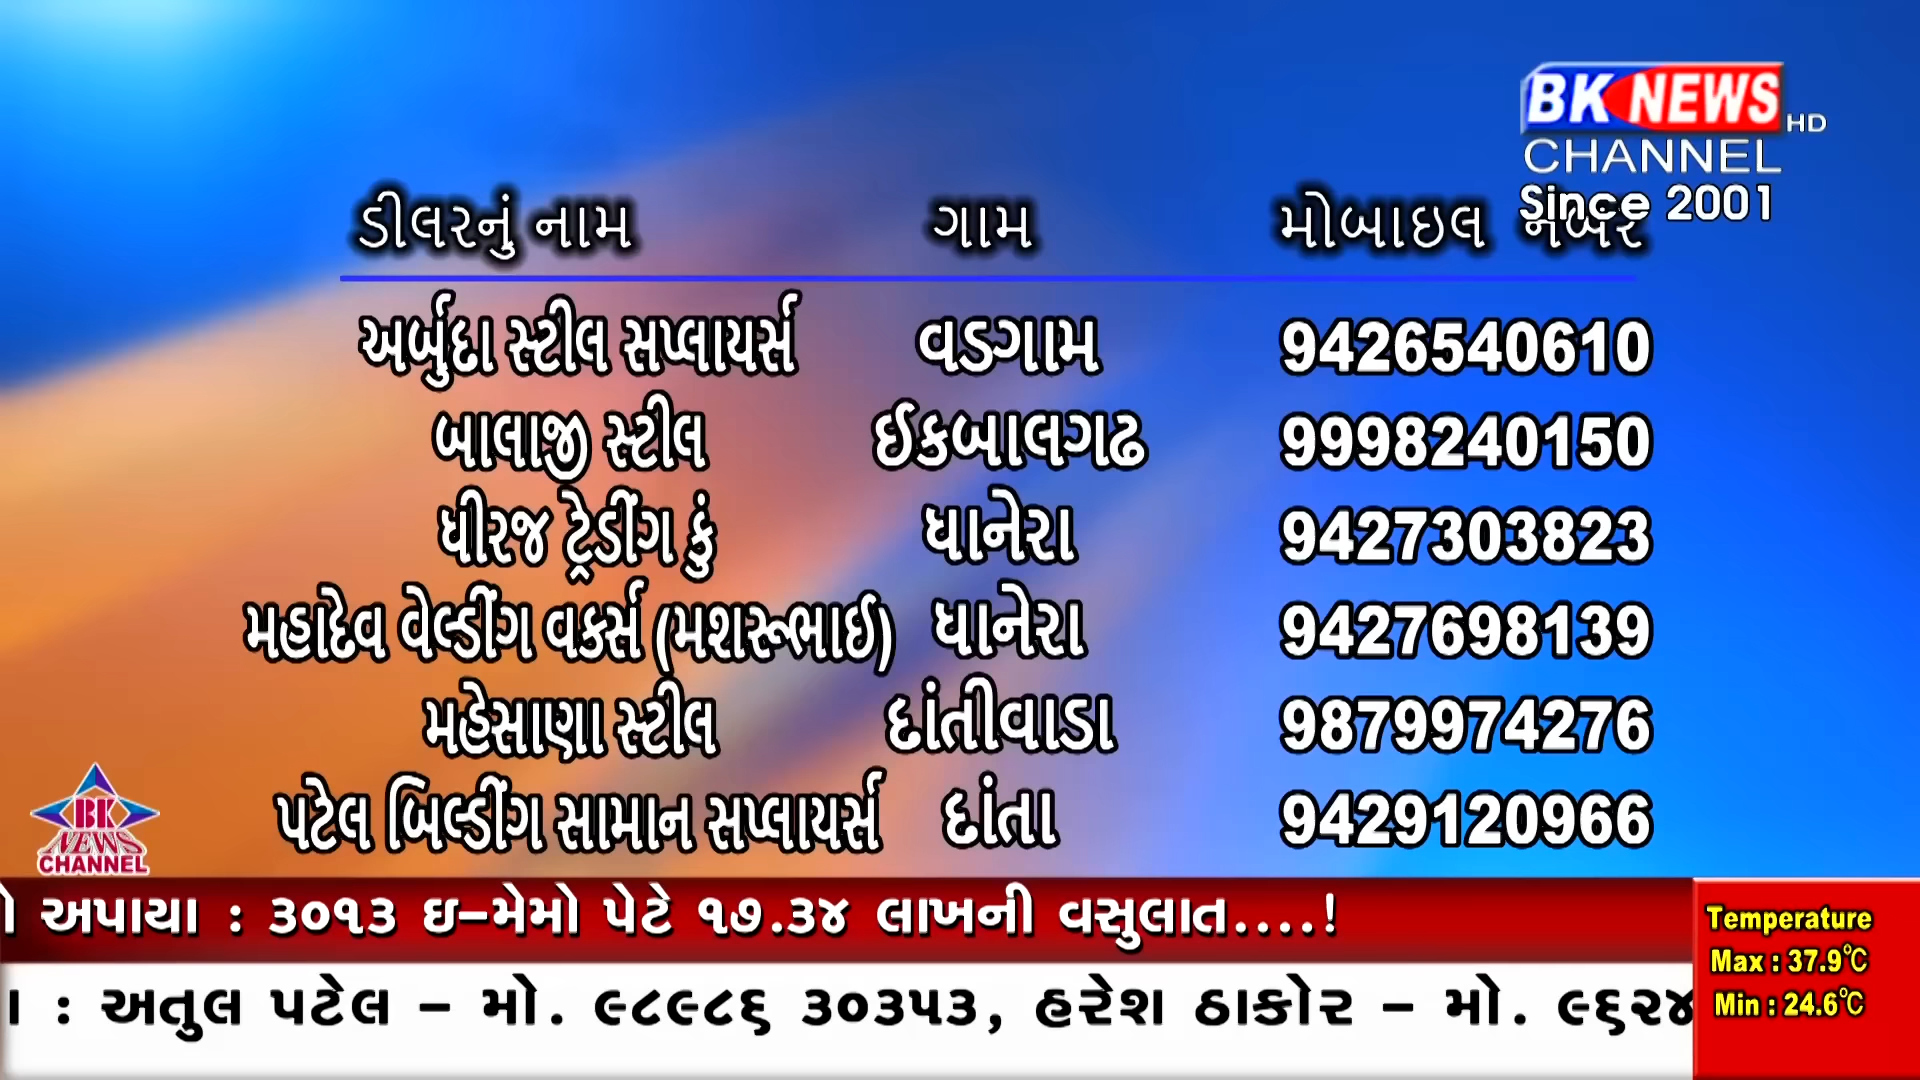 BK NEWS HD
CHANNEL
Since 2001
ડીલરનું નામ ગામ મોબાઇલ નંબર
અર્બુદા સ્ટીલ સપ્લાયર્સ વડગામ 9426540610
બાલાજી સ્ટીલ ઈકબાલગઢ 9998240150
ધીરજ ટ્રેડીંગ કું ધાનેરા 9427303823
મહાદેવ વેલ્ડીંગ વર્કસ (મશરૂભાઈ) ધાનેરા 9427698139
મહેસાણા સ્ટીલ દાંતીવાડા 9879974276
પટેલ બિલ્ડીંગ સામાન સપ્લાયર્સ દાંતા 9429120966
BK
NEWS
CHANNEL
અપાયા : ૩૦૧૩ ઇ-મેમો પેટે ૧૭.૩૪ લાખની વસુલાત....!
: અતુલ પટેલ - મો. ૯૮૯૮૬ ૩૦૩૫૩, હરેશ ઠાકોર - મો. ૯૬૨૪
Temperature
Max : 37.9℃
Min : 24.6℃